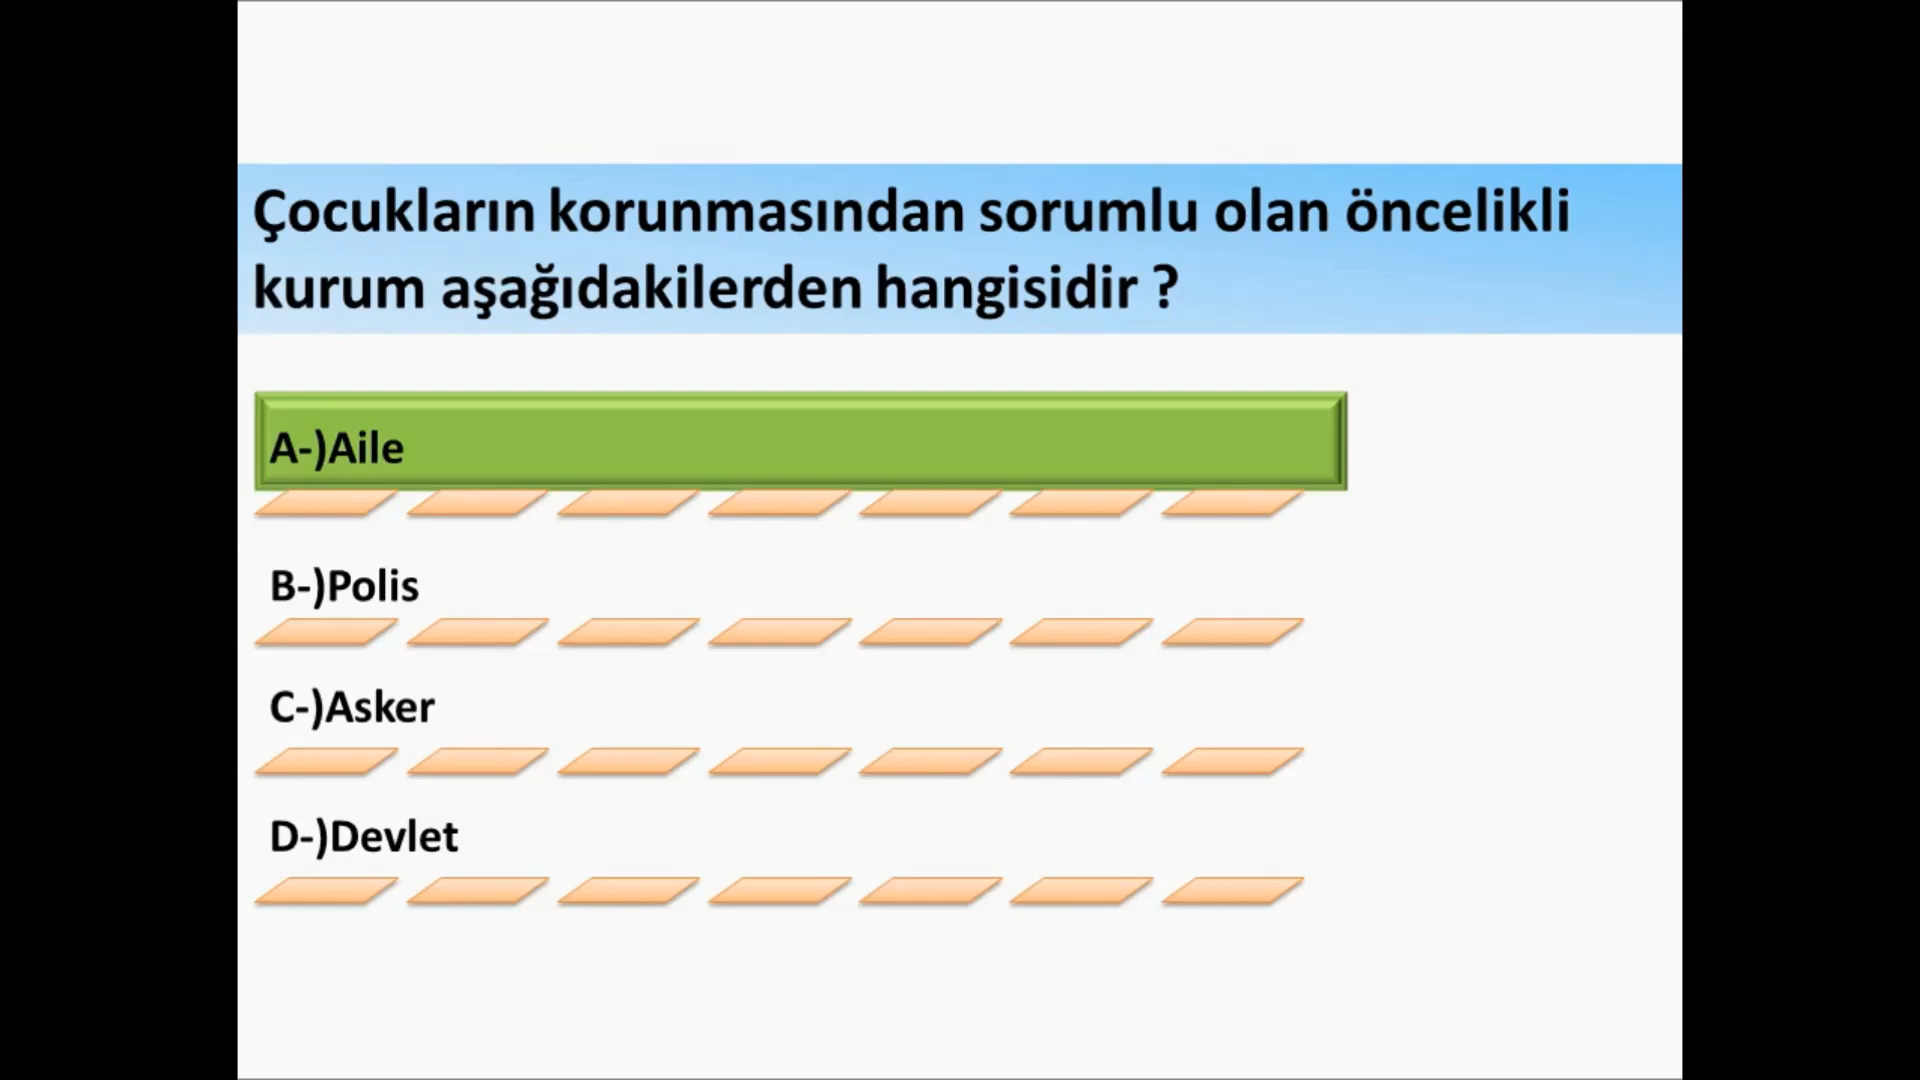 Çocukların korunmasından sorumlu olan öncelikli
kurum aşağıdakilerden hangisidir ?
A-)Aile
B-)Polis
C-)Asker
D-)Devlet